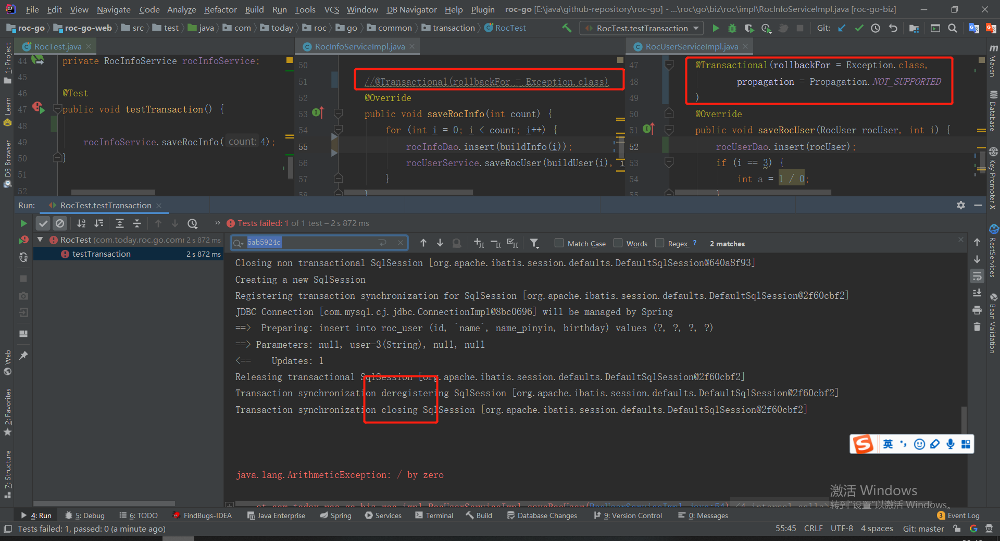 File Edit View Navigate Code Analyze Refactor Build Run Tools VCS Window DB Navigator Help Plugin roc-go [E:\java\github-repository\roc-go] - ...\roc\go\biz\roc\impl\RocInfoServiceImpl.java [roc-go-biz]
roc-go roc-go-web src test java com today roc go common transaction RocTest RocTest.testTransaction Git:
RocTest.java
44 private RocInfoService rocInfoService;
45
46 @Test
47 public void testTransaction() {
48
49 rocInfoService.saveRocInfo( count: 4);
50 }
51
52
RocInfoServiceImpl.java
50
51 //@Transactional(rollbackFor = Exception.class)
52 @Override
53 public void saveRocInfo(int count) {
54 for (int i = 0; i < count; i++) {
55 rocInfoDao.insert(buildInfo(i));
56 rocUserService.saveRocUser(buildUser(i), i
57 }
58 }
RocUserServiceImpl.java
47 @Transactional(rollbackFor = Exception.class,
48 propagation = Propagation.NOT_SUPPORTED
49 )
50 @Override
51 public void saveRocUser(RocUser rocUser, int i) {
52 rocUserDao.insert(rocUser);
53 if (i == 3) {
54 int a = 1 / 0;
55 }
1: Project
Learn
DB Browser
Web
2: Favorites
7: Structure
Maven
Database
Key Promoter X
RestServices
Bean Validation
Run: RocTest.testTransaction
» Tests failed: 1 of 1 test – 2 s 872 ms
RocTest (com.today.roc.go.comm 2 s 872 ms
testTransaction 2 s 872 ms
5ab5924c Match Case Words Regex ? 2 matches
Closing non transactional SqlSession [org.apache.ibatis.session.defaults.DefaultSqlSession@640a8f93]
Creating a new SqlSession
Registering transaction synchronization for SqlSession [org.apache.ibatis.session.defaults.DefaultSqlSession@2f60cbf2]
JDBC Connection [com.mysql.cj.jdbc.ConnectionImpl@8bc0696] will be managed by Spring
==> Preparing: insert into roc_user (id, `name`, name_pinyin, birthday) values (?, ?, ?, ?)
==> Parameters: null, user-3(String), null, null
<== Updates: 1
Releasing transactional SqlSession [org.apache.ibatis.session.defaults.DefaultSqlSession@2f60cbf2]
Transaction synchronization deregistering SqlSession [org.apache.ibatis.session.defaults.DefaultSqlSession@2f60cbf2]
Transaction synchronization closing SqlSession [org.apache.ibatis.session.defaults.DefaultSqlSession@2f60cbf2]
英
java.lang.ArithmeticException: / by zero
激活 Windows
at com.today.roc.go.biz.roc.impl.RocUserServiceImpl.saveRocUser(RocUserServiceImpl.java:54) <4 internal calls>
转到“设置”以激活 Windows。
4: Run 5: Debug 6: TODO FindBugs-IDEA Java Enterprise Spring Services Terminal Build Database Changes 9: Version Control 0: Messages 3 Event Log
Tests failed: 1, passed: 0 (a minute ago) 55:45 CRLF UTF-8 4 spaces Git: master